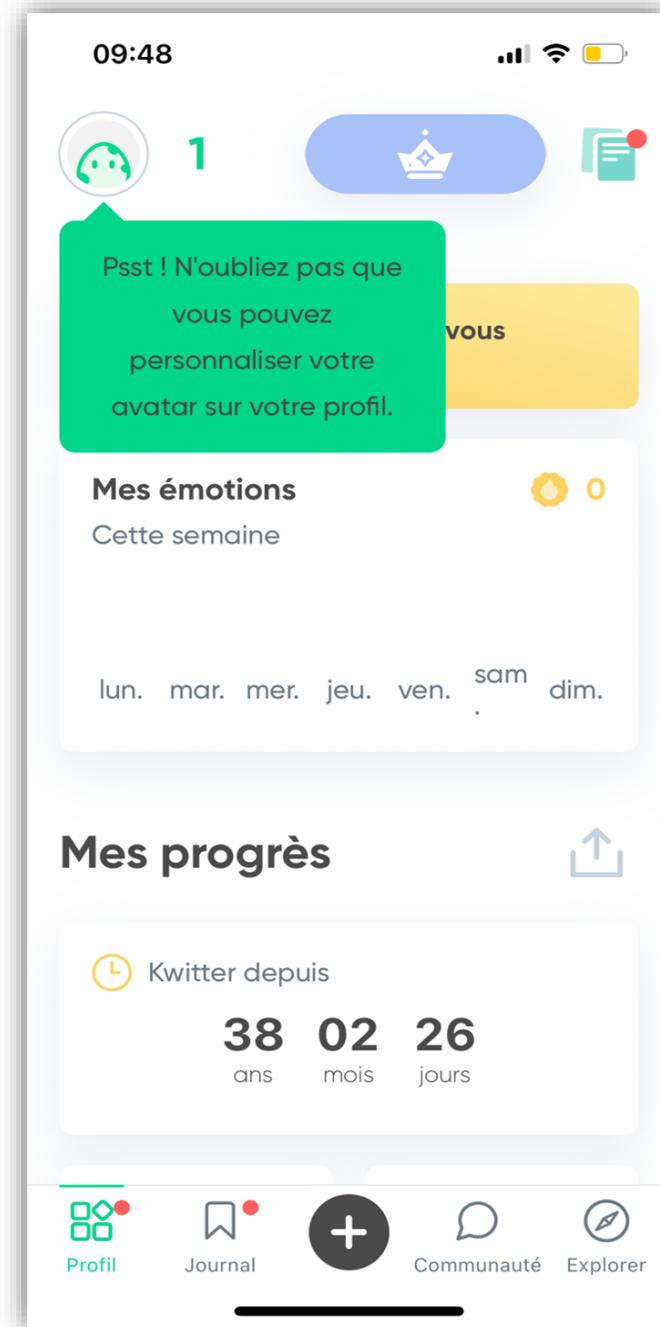 09:48
1
Psst ! N'oubliez pas que
vous pouvez
personnaliser votre
avatar sur votre profil.
vous
Mes émotions
0
Cette semaine
lun. mar. mer. jeu. ven. sam. dim.
Mes progrès
Kwitter depuis
38 02 26
ans mois jours
Profil Journal Communauté Explorer